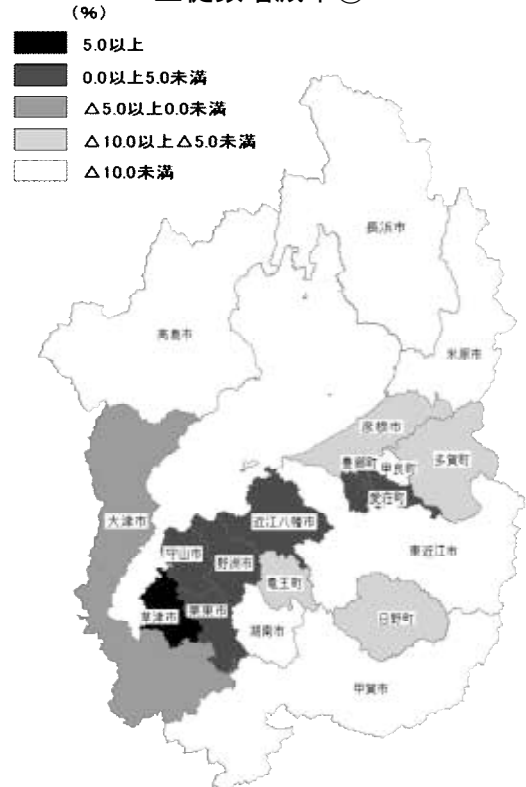 (%)
5.0以上
0.0以上5.0未満
△5.0以上0.0未満
△10.0以上△5.0未満
△10.0未満
長浜市
高島市
米原市
彦根市
豊郷町
甲良町
多賀町
愛荘町
大津市
近江八幡市
東近江市
守山市
野洲市
竜王町
草津市
栗東市
湖南市
日野町
甲賀市